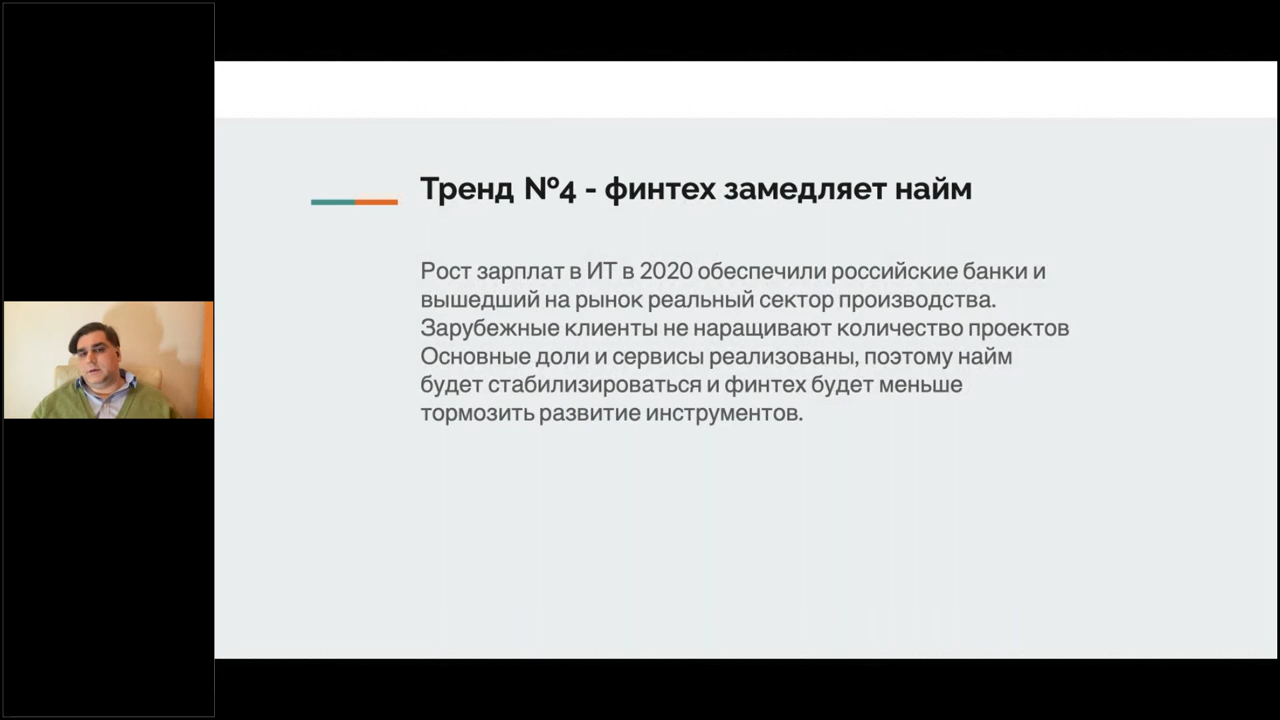 Тренд №4 - финтех замедляет найм
Рост зарплат в ИТ в 2020 обеспечили российские банки и
вышедший на рынок реальный сектор производства.
Зарубежные клиенты не наращивают количество проектов
Основные доли и сервисы реализованы, поэтому найм
будет стабилизироваться и финтех будет меньше
тормозить развитие инструментов.